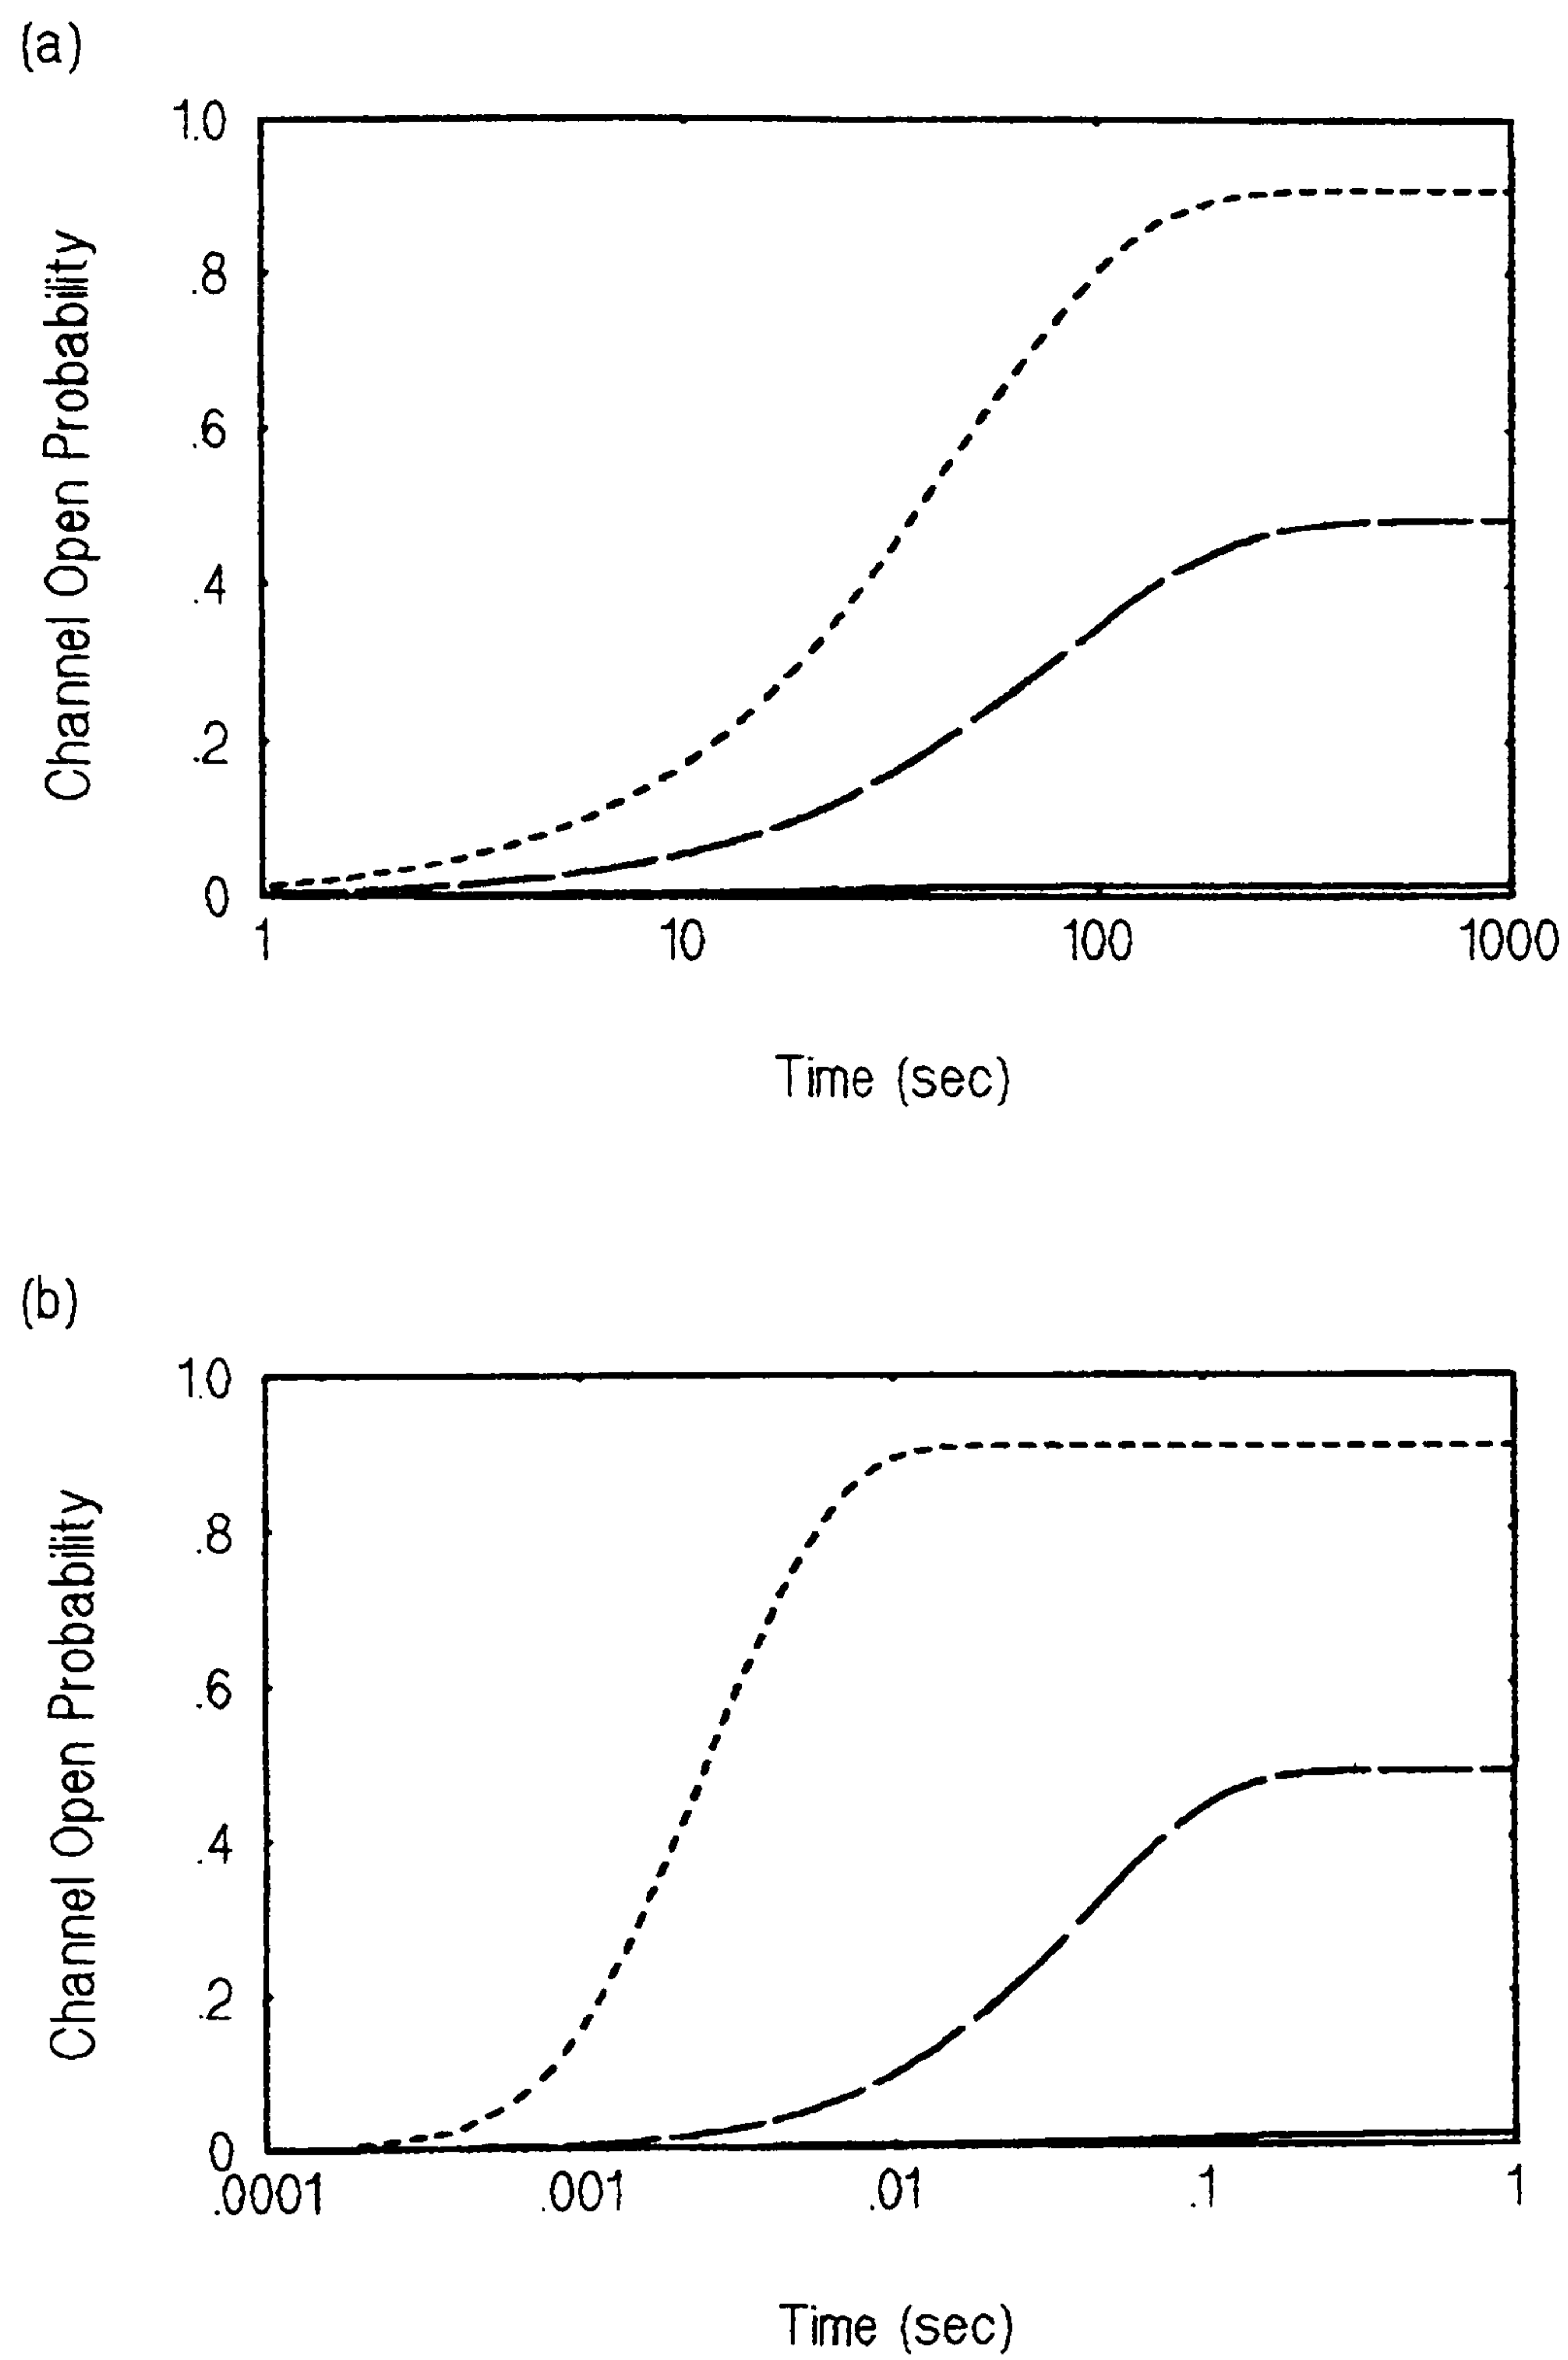 (a)
Channel Open Probability
1.0
.8
.6
.4
.2
0
1 10 100 1000
Time (sec)
(b)
Channel Open Probability
1.0
.8
.6
.4
.2
0
.0001 .001 .01 .1 1
Time (sec)